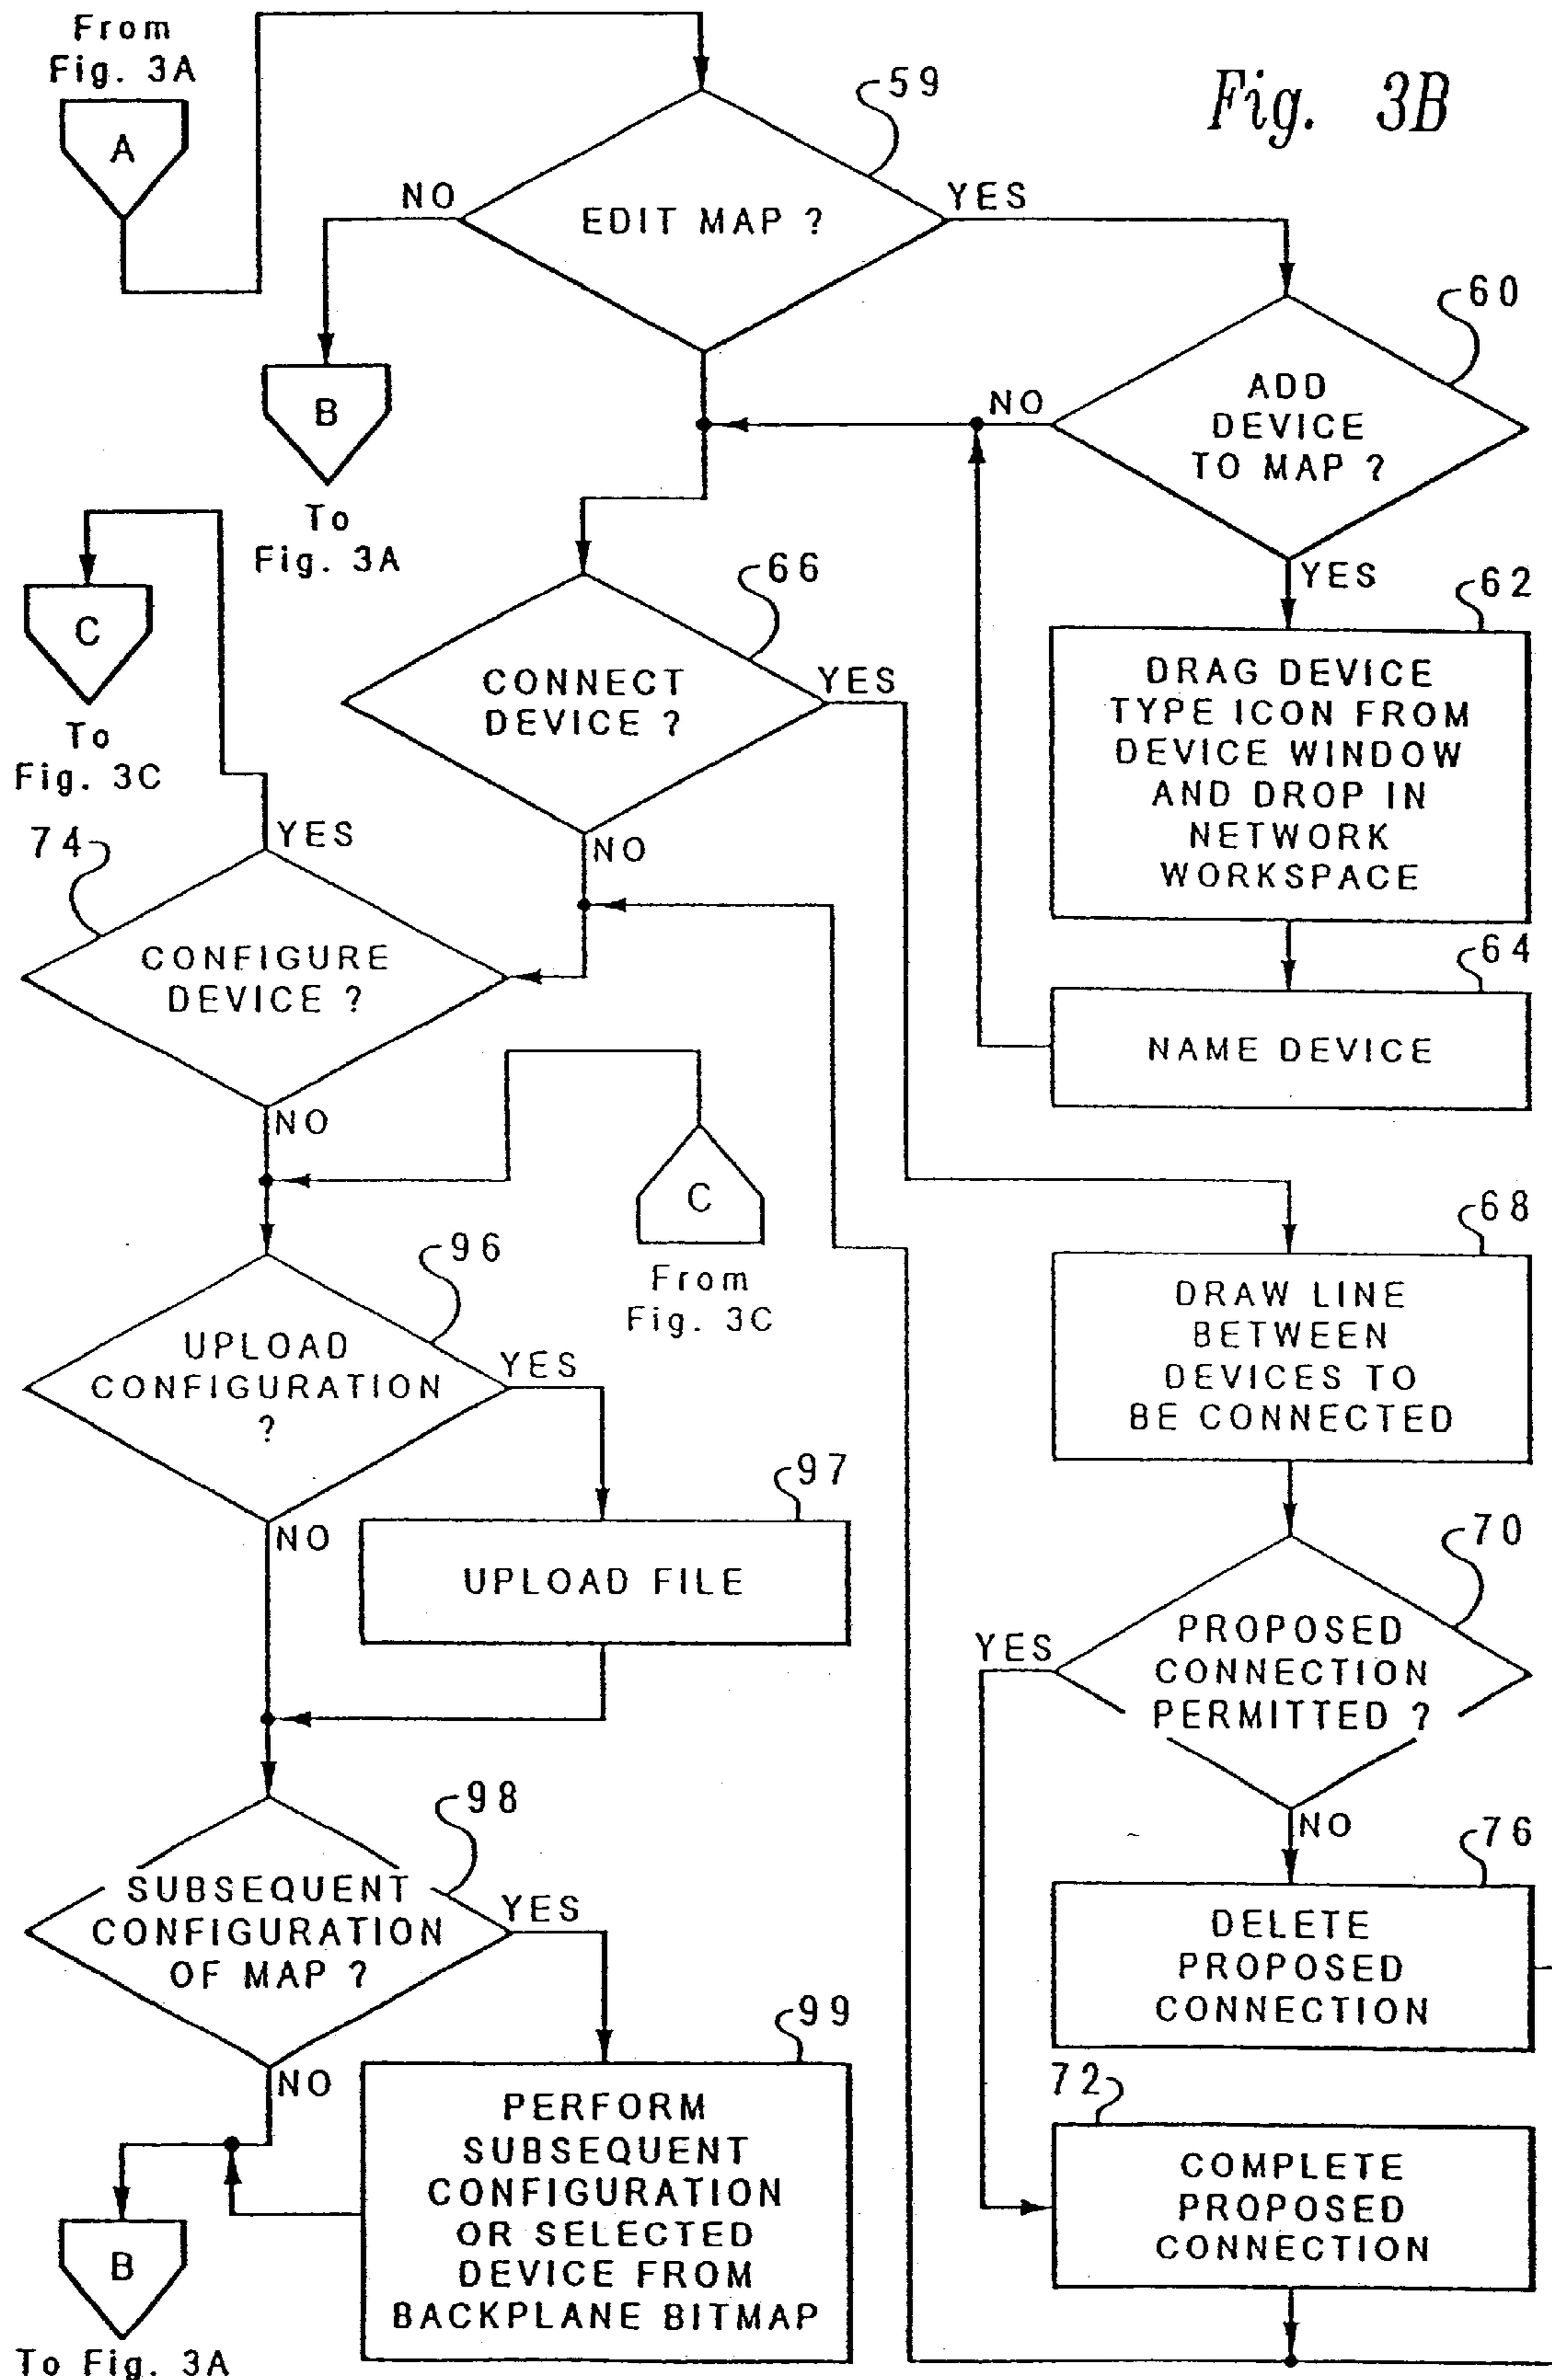 From
Fig. 3A
A
Fig. 3B
59
EDIT MAP ?
NO
YES
B
To
Fig. 3A
60
ADD
DEVICE
TO MAP ?
NO
YES
62
DRAG DEVICE
TYPE ICON FROM
DEVICE WINDOW
AND DROP IN
NETWORK
WORKSPACE
64
NAME DEVICE
C
To
Fig. 3C
66
CONNECT
DEVICE ?
YES
NO
74
YES
CONFIGURE
DEVICE ?
NO
C
From
Fig. 3C
68
DRAW LINE
BETWEEN
DEVICES TO
BE CONNECTED
96
UPLOAD
CONFIGURATION
?
YES
NO
97
UPLOAD FILE
70
PROPOSED
CONNECTION
PERMITTED ?
YES
NO
76
DELETE
PROPOSED
CONNECTION
72
COMPLETE
PROPOSED
CONNECTION
98
SUBSEQUENT
CONFIGURATION
OF MAP ?
YES
NO
99
PERFORM
SUBSEQUENT
CONFIGURATION
OR SELECTED
DEVICE FROM
BACKPLANE BITMAP
B
To Fig. 3A